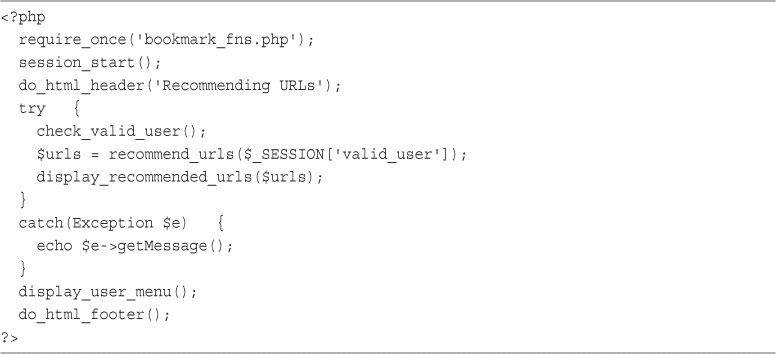 <?php
  require_once('bookmark_fns.php');
  session_start();
  do_html_header('Recommending URLs');
  try   {
    check_valid_user();
    $urls = recommend_urls($_SESSION['valid_user']);
    display_recommended_urls($urls);
  }
  catch(Exception $e)   {
    echo $e->getMessage();
  }
  display_user_menu();
  do_html_footer();
?>